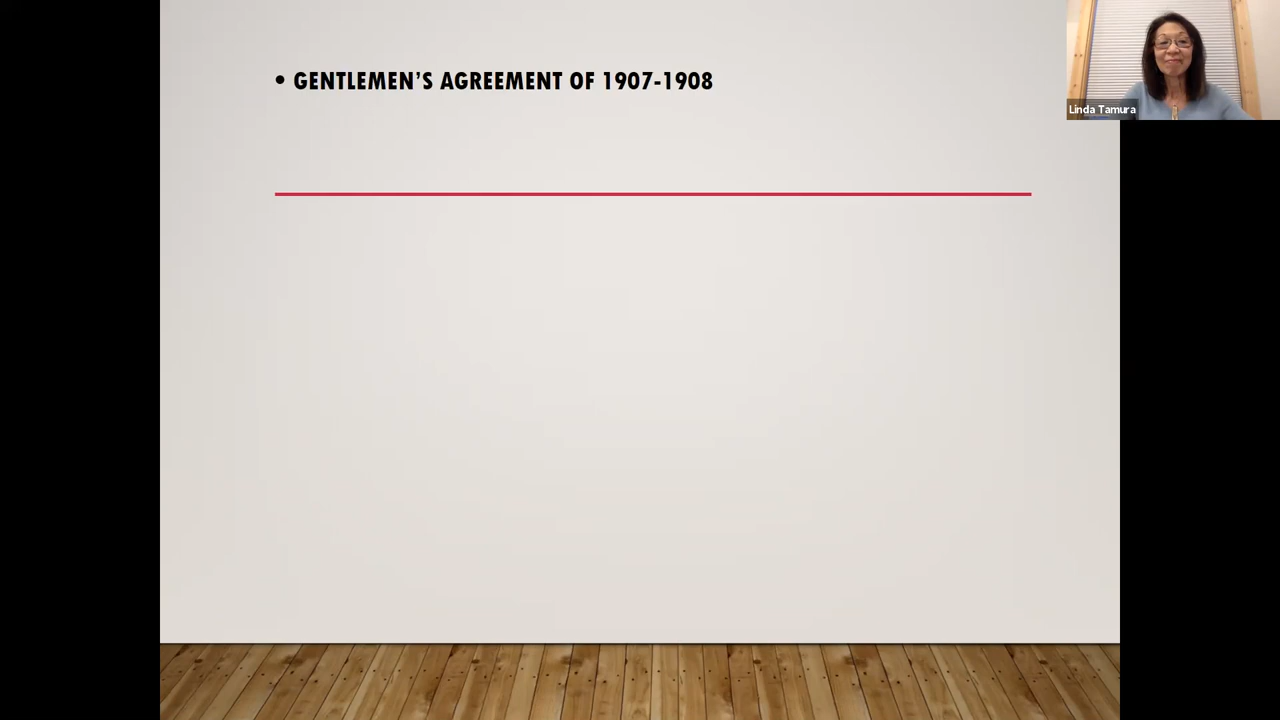 • GENTLEMEN’S AGREEMENT OF 1907-1908
Linda Tamura